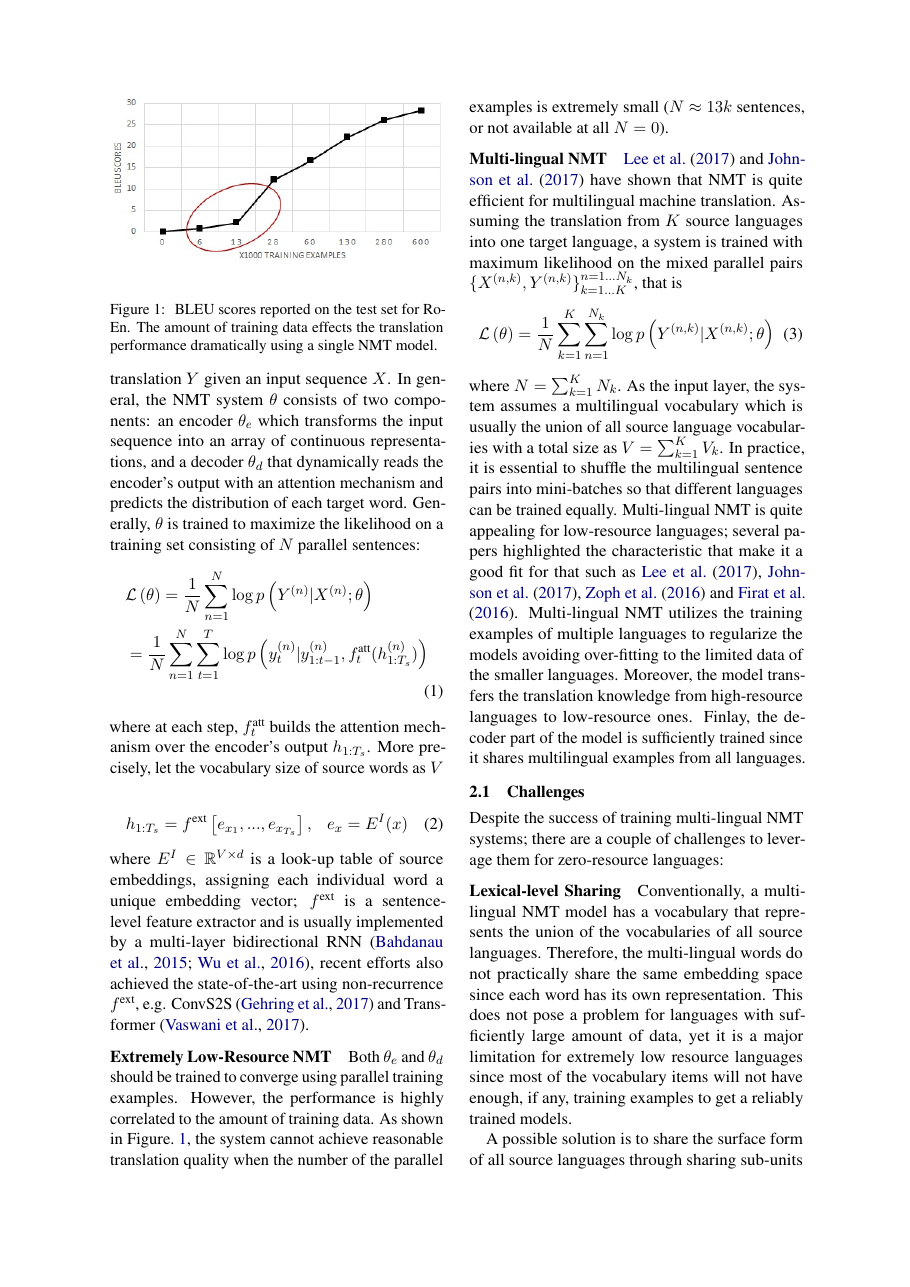 30
25
20
15
10
5
0
BLEU SCORES
0 6 13 28 60 130 280 600
X1000 TRAINING EXAMPLES
Figure 1: BLEU scores reported on the test set for Ro-
En. The amount of training data effects the translation
performance dramatically using a single NMT model.
translation Y given an input sequence X. In gen-
eral, the NMT system θ consists of two compo-
nents: an encoder θ_e which transforms the input
sequence into an array of continuous representa-
tions, and a decoder θ_d that dynamically reads the
encoder's output with an attention mechanism and
predicts the distribution of each target word. Gen-
erally, θ is trained to maximize the likelihood on a
training set consisting of N parallel sentences:
L (θ) = 1/N ∑_{n=1}^{N} log p (Y^{(n)}|X^{(n)}; θ)
= 1/N ∑_{n=1}^{N} ∑_{t=1}^{T} log p (y_t^{(n)}|y_{1:t−1}^{(n)}, f_t^{att}(h_{1:T_s}^{(n)}))
(1)
where at each step, f_t^{att} builds the attention mech-
anism over the encoder's output h_{1:T_s}. More pre-
cisely, let the vocabulary size of source words as V
h_{1:T_s} = f^{ext} [e_{x_1}, ..., e_{x_{T_s}}] , e_x = E^I(x) (2)
where E^I ∈ ℝ^{V×d} is a look-up table of source
embeddings, assigning each individual word a
unique embedding vector; f^{ext} is a sentence-
level feature extractor and is usually implemented
by a multi-layer bidirectional RNN (Bahdanau
et al., 2015; Wu et al., 2016), recent efforts also
achieved the state-of-the-art using non-recurrence
f^{ext}, e.g. ConvS2S (Gehring et al., 2017) and Trans-
former (Vaswani et al., 2017).
Extremely Low-Resource NMT Both θ_e and θ_d
should be trained to converge using parallel training
examples. However, the performance is highly
correlated to the amount of training data. As shown
in Figure. 1, the system cannot achieve reasonable
translation quality when the number of the parallel
examples is extremely small (N ≈ 13k sentences,
or not available at all N = 0).
Multi-lingual NMT Lee et al. (2017) and John-
son et al. (2017) have shown that NMT is quite
efficient for multilingual machine translation. As-
suming the translation from K source languages
into one target language, a system is trained with
maximum likelihood on the mixed parallel pairs
{X^{(n,k)}, Y^{(n,k)}}_{k=1...K}^{n=1...N_k}, that is
L (θ) = 1/N ∑_{k=1}^{K} ∑_{n=1}^{N_k} log p (Y^{(n,k)}|X^{(n,k)}; θ) (3)
where N = ∑_{k=1}^{K} N_k. As the input layer, the sys-
tem assumes a multilingual vocabulary which is
usually the union of all source language vocabular-
ies with a total size as V = ∑_{k=1}^{K} V_k. In practice,
it is essential to shuffle the multilingual sentence
pairs into mini-batches so that different languages
can be trained equally. Multi-lingual NMT is quite
appealing for low-resource languages; several pa-
pers highlighted the characteristic that make it a
good fit for that such as Lee et al. (2017), John-
son et al. (2017), Zoph et al. (2016) and Firat et al.
(2016). Multi-lingual NMT utilizes the training
examples of multiple languages to regularize the
models avoiding over-fitting to the limited data of
the smaller languages. Moreover, the model trans-
fers the translation knowledge from high-resource
languages to low-resource ones. Finlay, the de-
coder part of the model is sufficiently trained since
it shares multilingual examples from all languages.
2.1 Challenges
Despite the success of training multi-lingual NMT
systems; there are a couple of challenges to lever-
age them for zero-resource languages:
Lexical-level Sharing Conventionally, a multi-
lingual NMT model has a vocabulary that repre-
sents the union of the vocabularies of all source
languages. Therefore, the multi-lingual words do
not practically share the same embedding space
since each word has its own representation. This
does not pose a problem for languages with suf-
ficiently large amount of data, yet it is a major
limitation for extremely low resource languages
since most of the vocabulary items will not have
enough, if any, training examples to get a reliably
trained models.
A possible solution is to share the surface form
of all source languages through sharing sub-units